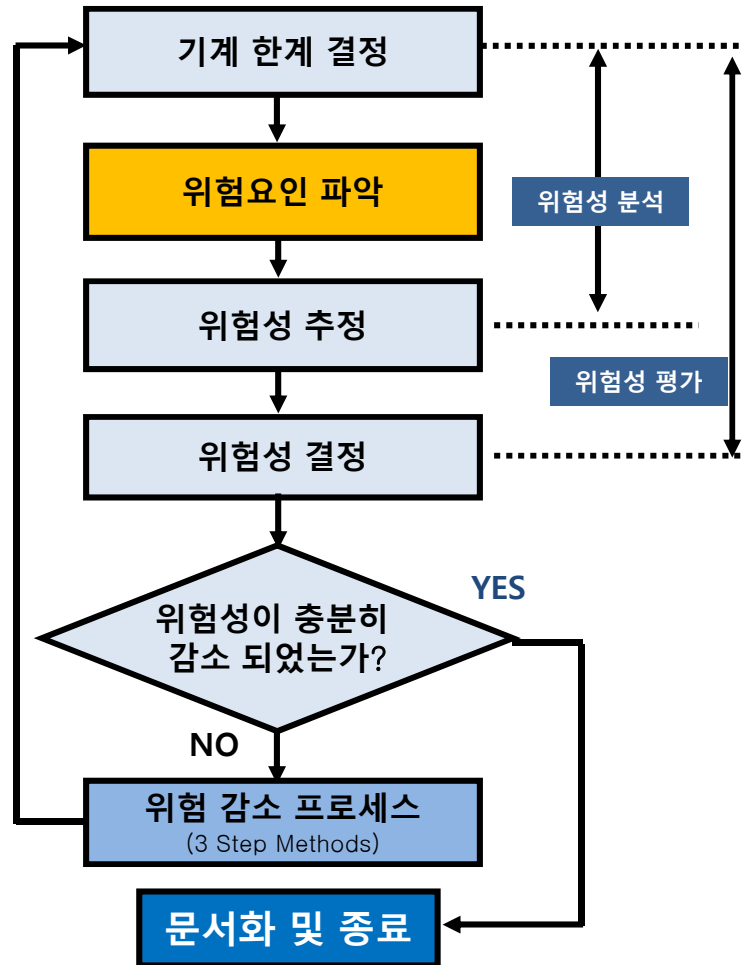 기계 한계 결정
위험요인 파악
위험성 분석
위험성 추정
위험성 평가
위험성 결정
YES
위험성이 충분히
감소 되었는가?
NO
위험 감소 프로세스
(3 Step Methods)
문서화 및 종료